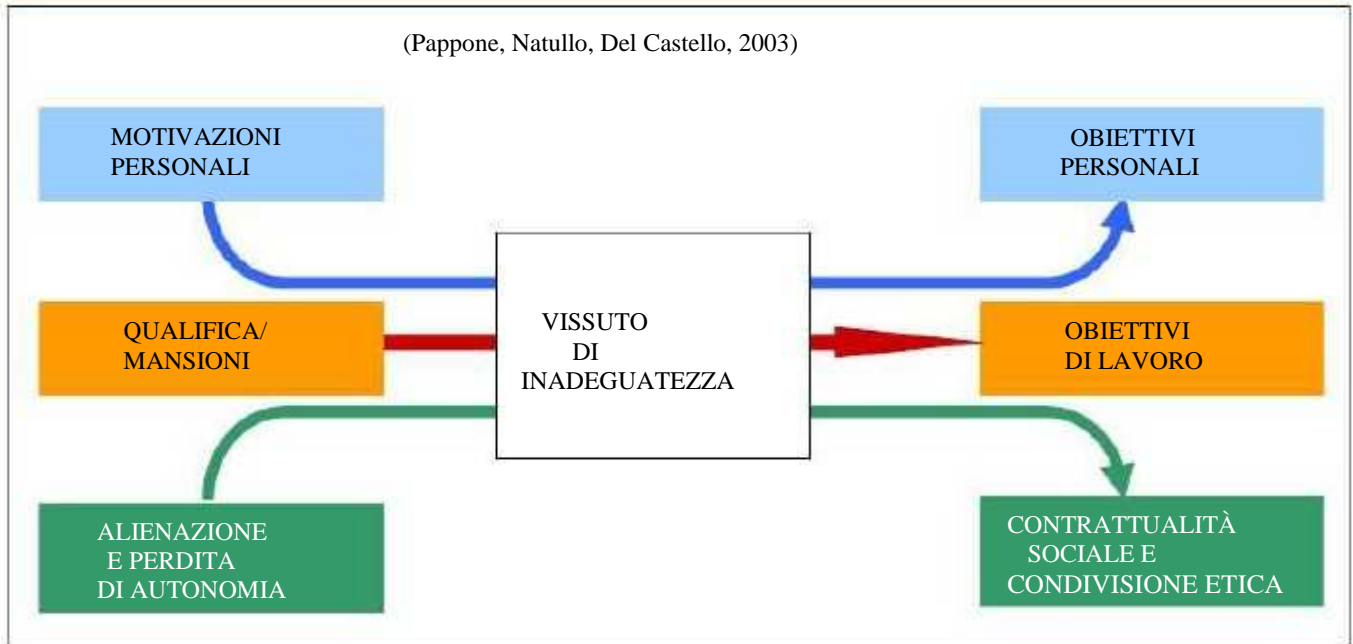 (Pappone, Natullo, Del Castello, 2003)
MOTIVAZIONI
PERSONALI
OBIETTIVI
PERSONALI
QUALIFICA/
MANSIONI
VISSUTO
DI
INADEGUATEZZA
OBIETTIVI
DI LAVORO
ALIENAZIONE
E PERDITA
DI AUTONOMIA
CONTRATTUALITÀ
SOCIALE E
CONDIVISIONE ETICA